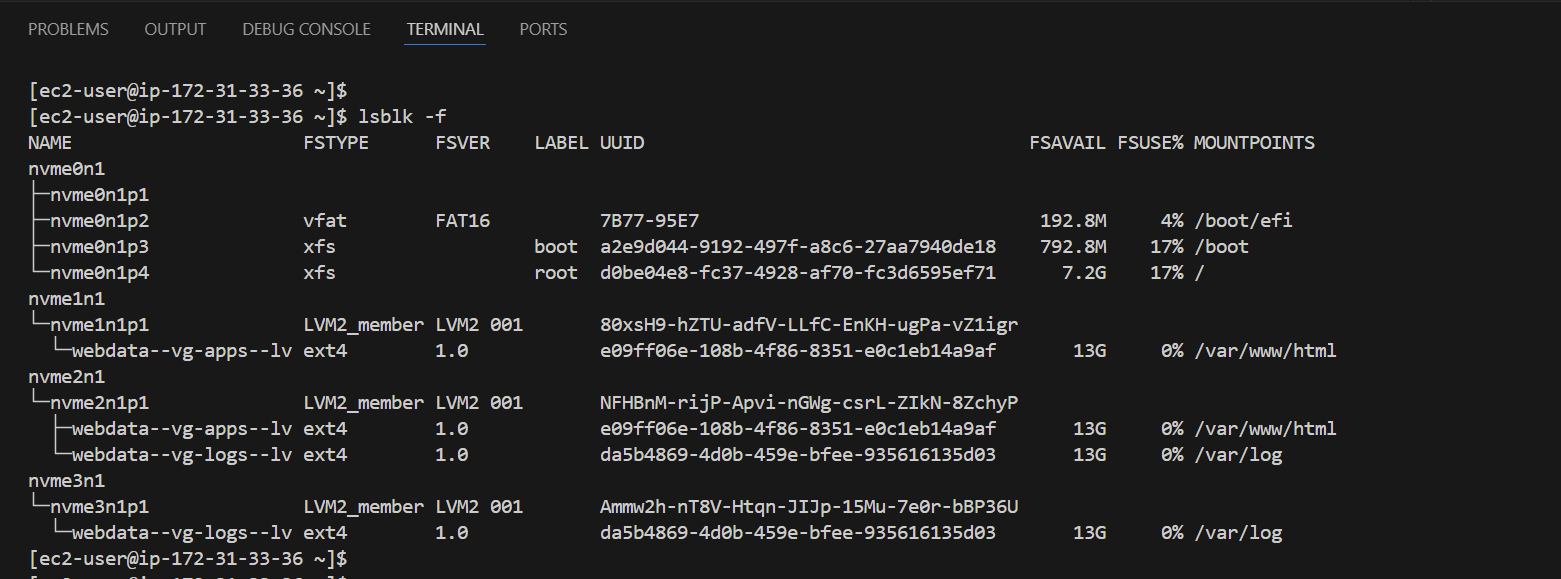 PROBLEMS OUTPUT DEBUG CONSOLE TERMINAL PORTS
[ec2-user@ip-172-31-33-36 ~]$
[ec2-user@ip-172-31-33-36 ~]$ lsblk -f
NAME                     FSTYPE      FSVER    LABEL UUID                                   FSAVAIL FSUSE% MOUNTPOINTS
nvme0n1
├─nvme0n1p1
├─nvme0n1p2              vfat        FAT16          7B77-95E7                               192.8M     4% /boot/efi
├─nvme0n1p3              xfs                  boot  a2e9d044-9192-497f-a8c6-27aa7940de18    792.8M    17% /boot
└─nvme0n1p4              xfs                  root  d0be04e8-fc37-4928-af70-fc3d6595ef71      7.2G    17% /
nvme1n1
└─nvme1n1p1              LVM2_member LVM2 001       80xsH9-hZTU-adfV-LLfC-EnKH-ugPa-vZ1igr
  └─webdata--vg-apps--lv ext4        1.0            e09ff06e-108b-4f86-8351-e0c1eb14a9af       13G     0% /var/www/html
nvme2n1
└─nvme2n1p1              LVM2_member LVM2 001       NFHBnM-rijP-Apvi-nGWg-csrL-ZIkN-8ZchyP
  ├─webdata--vg-apps--lv ext4        1.0            e09ff06e-108b-4f86-8351-e0c1eb14a9af       13G     0% /var/www/html
  └─webdata--vg-logs--lv ext4        1.0            da5b4869-4d0b-459e-bfee-935616135d03       13G     0% /var/log
nvme3n1
└─nvme3n1p1              LVM2_member LVM2 001       Ammw2h-nT8V-Htqn-JIJp-15Mu-7e0r-bBP36U
  └─webdata--vg-logs--lv ext4        1.0            da5b4869-4d0b-459e-bfee-935616135d03       13G     0% /var/log
[ec2-user@ip-172-31-33-36 ~]$